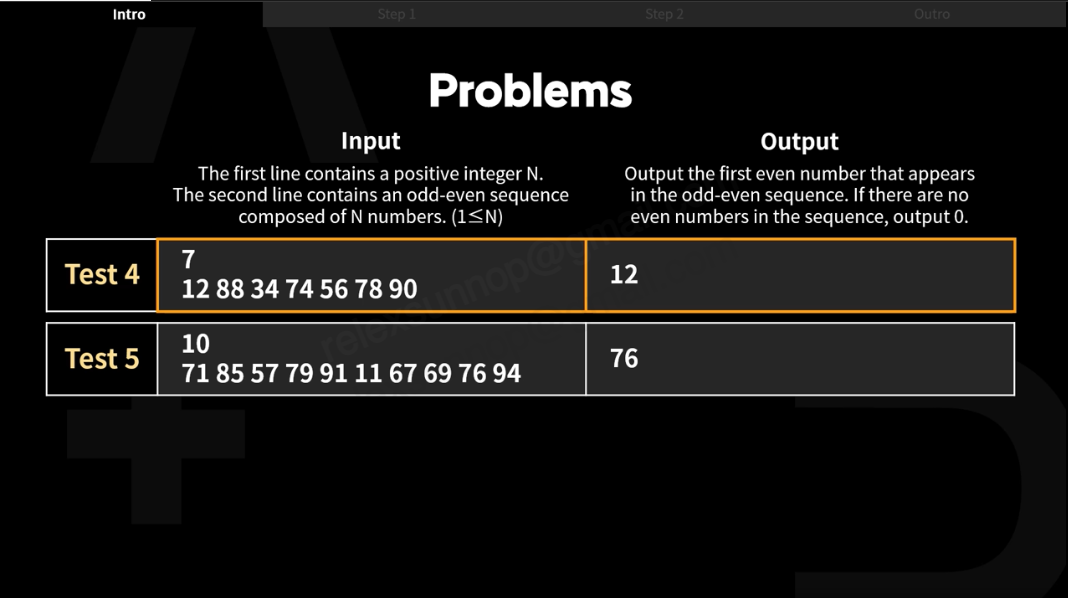 Intro
Step 1
Step 2
Outro
Problems
Input
Output
The first line contains a positive integer N.
The second line contains an odd-even sequence
composed of N numbers. (1≤N)
Output the first even number that appears
in the odd-even sequence. If there are no
even numbers in the sequence, output 0.
Test 4
7
12 88 34 74 56 78 90
12
Test 5
10
71 85 57 79 91 11 67 69 76 94
76